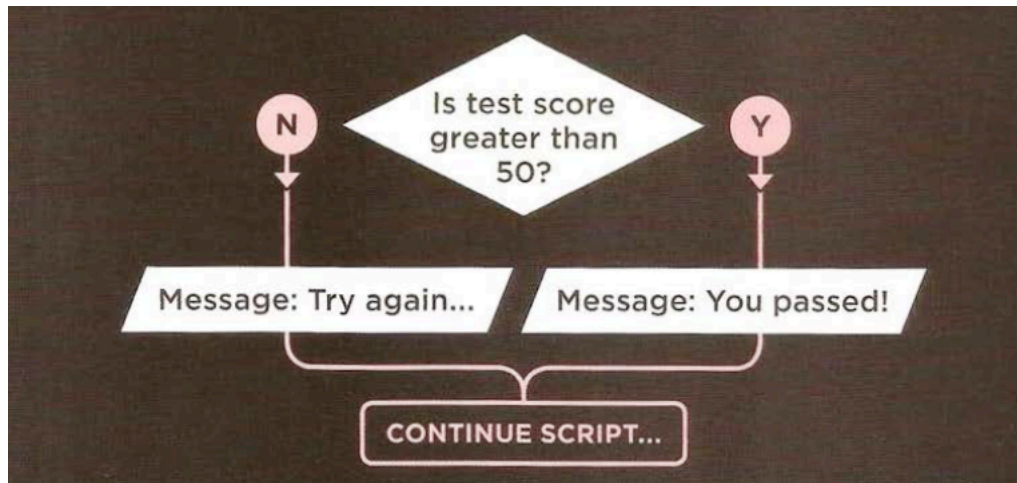 Is test score
greater than
50?
N
Y
Message: Try again...
Message: You passed!
CONTINUE SCRIPT...